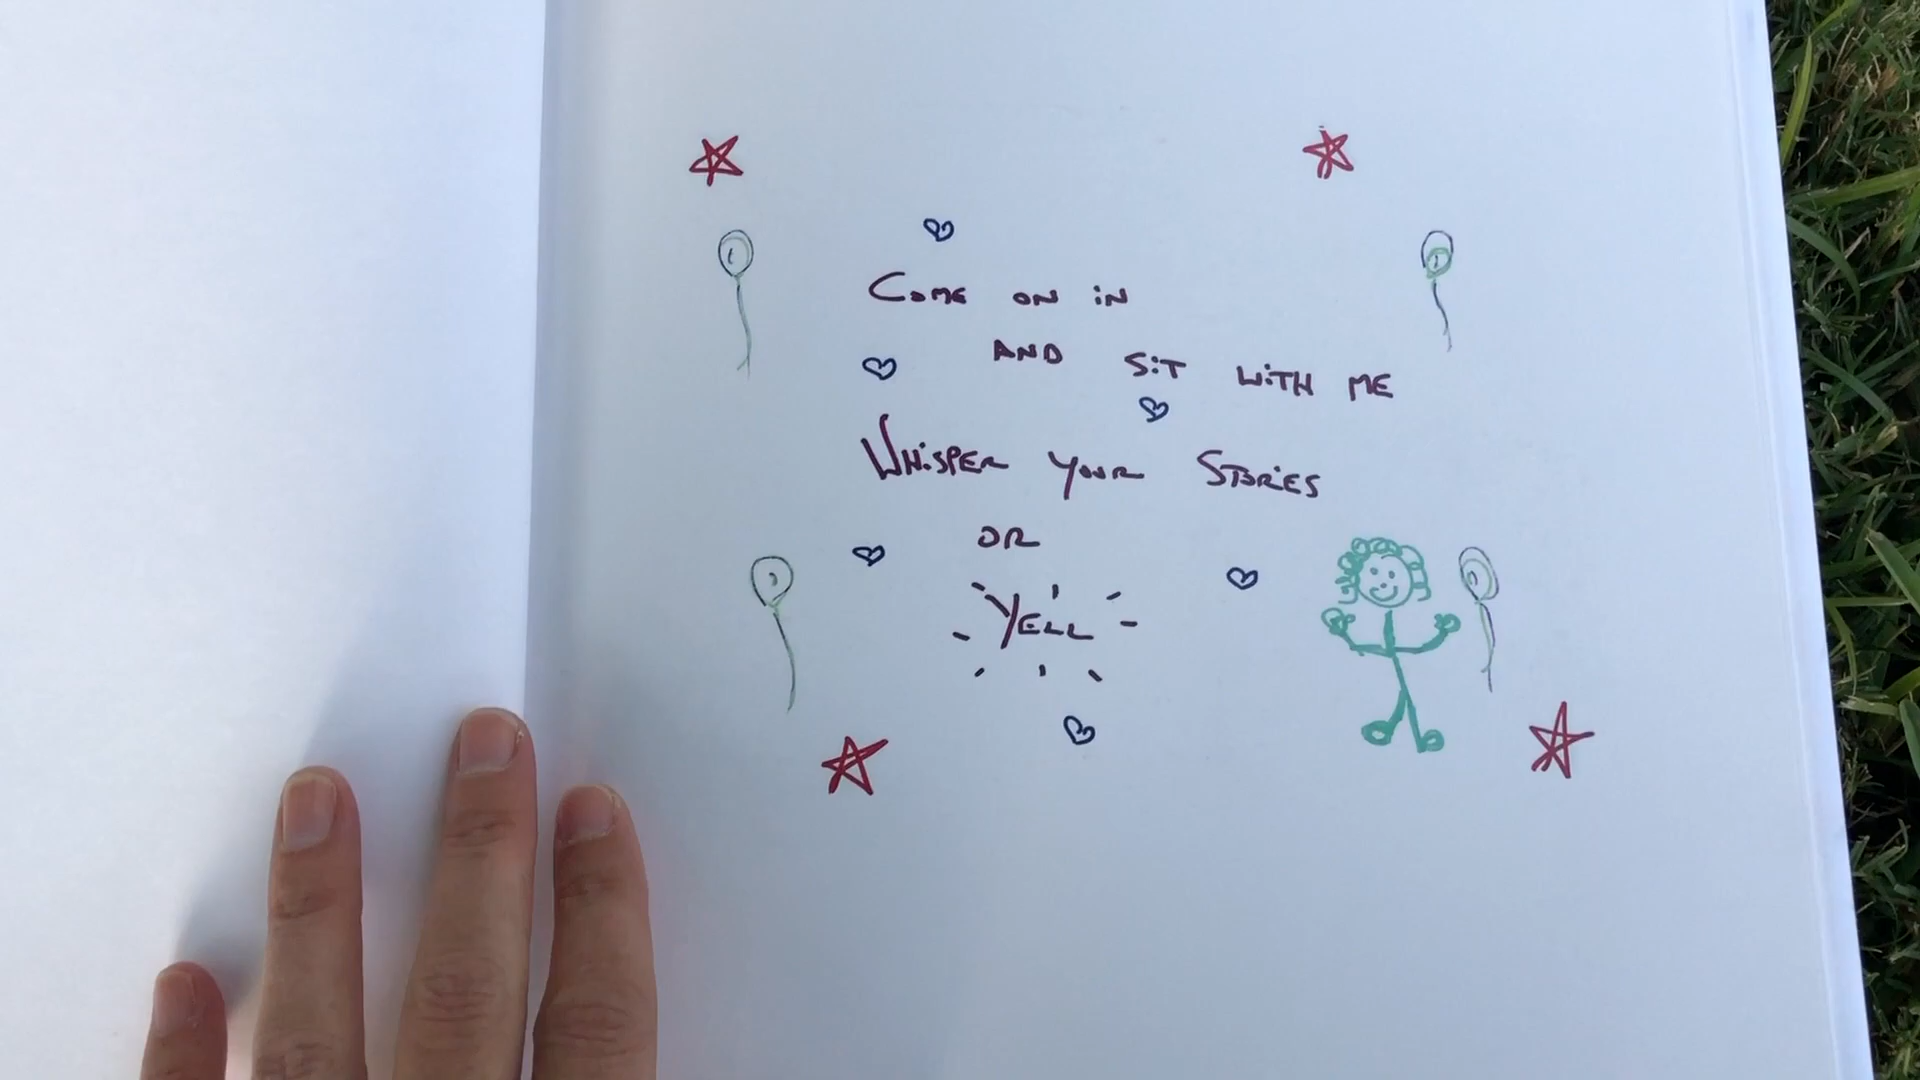 Come on in
and sit with me
Whisper your Stories
or
Yell